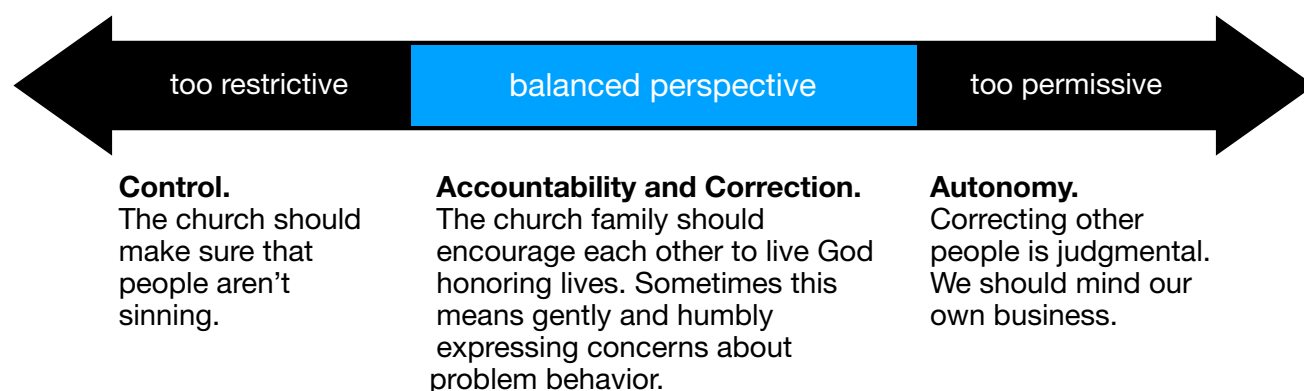 too restrictive
balanced perspective
too permissive
Control.
The church should
make sure that
people aren't
sinning.
Accountability and Correction.
The church family should
encourage each other to live God
honoring lives. Sometimes this
means gently and humbly
expressing concerns about
problem behavior.
Autonomy.
Correcting other
people is judgmental.
We should mind our
own business.